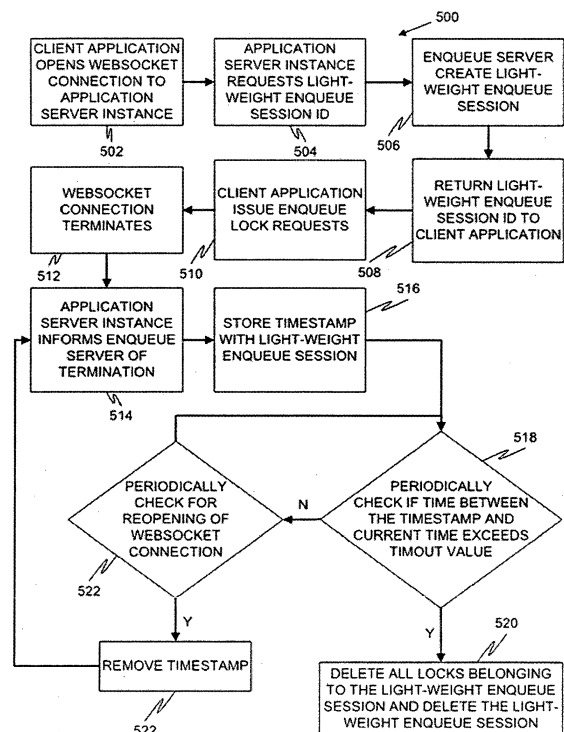 500
CLIENT APPLICATION
OPENS WEBSOCKET
CONNECTION TO
APPLICATION
SERVER INSTANCE
502
APPLICATION
SERVER INSTANCE
REQUESTS LIGHT-
WEIGHT ENQUEUE
SESSION ID
504
ENQUEUE SERVER
CREATE LIGHT-
WEIGHT ENQUEUE
SESSION
506
RETURN LIGHT-
WEIGHT ENQUEUE
SESSION ID TO
CLIENT APPLICATION
508
CLIENT APPLICATION
ISSUE ENQUEUE
LOCK REQUESTS
510
WEBSOCKET
CONNECTION
TERMINATES
512
APPLICATION
SERVER INSTANCE
INFORMS ENQUEUE
SERVER OF
TERMINATION
514
STORE TIMESTAMP
WITH LIGHT-WEIGHT
ENQUEUE SESSION
516
PERIODICALLY
CHECK IF TIME BETWEEN
THE TIMESTAMP AND
CURRENT TIME EXCEEDS
TIMOUT VALUE
518
N
PERIODICALLY
CHECK FOR
REOPENING OF
WEBSOCKET
CONNECTION
522
Y
REMOVE TIMESTAMP
522
Y
520
DELETE ALL LOCKS BELONGING
TO THE LIGHT-WEIGHT ENQUEUE
SESSION AND DELETE THE LIGHT-
WEIGHT ENQUEUE SESSION